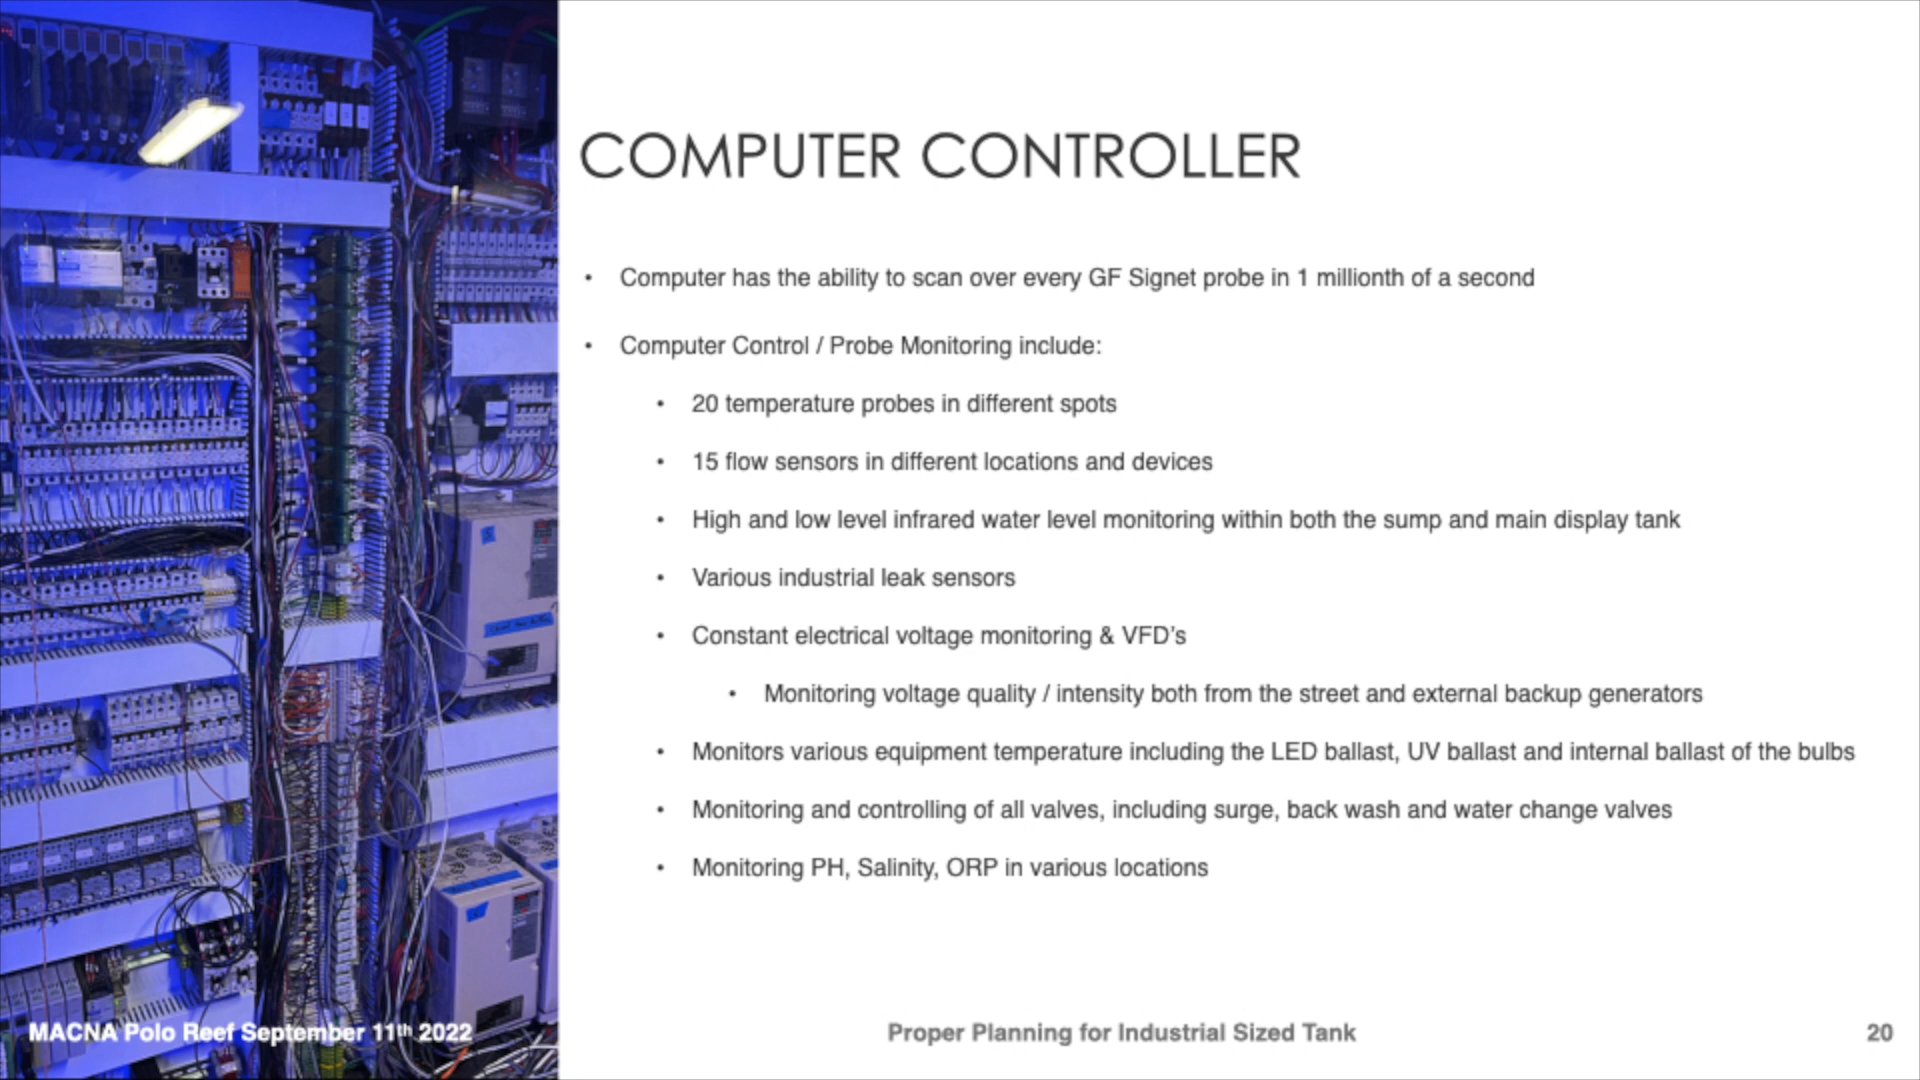 COMPUTER CONTROLLER
• Computer has the ability to scan over every GF Signet probe in 1 millionth of a second
• Computer Control / Probe Monitoring include:
• 20 temperature probes in different spots
• 15 flow sensors in different locations and devices
• High and low level infrared water level monitoring within both the sump and main display tank
• Various industrial leak sensors
• Constant electrical voltage monitoring & VFD’s
• Monitoring voltage quality / intensity both from the street and external backup generators
• Monitors various equipment temperature including the LED ballast, UV ballast and internal ballast of the bulbs
• Monitoring and controlling of all valves, including surge, back wash and water change valves
• Monitoring PH, Salinity, ORP in various locations
MACNA Polo Reef September 11th 2022
Proper Planning for Industrial Sized Tank
20